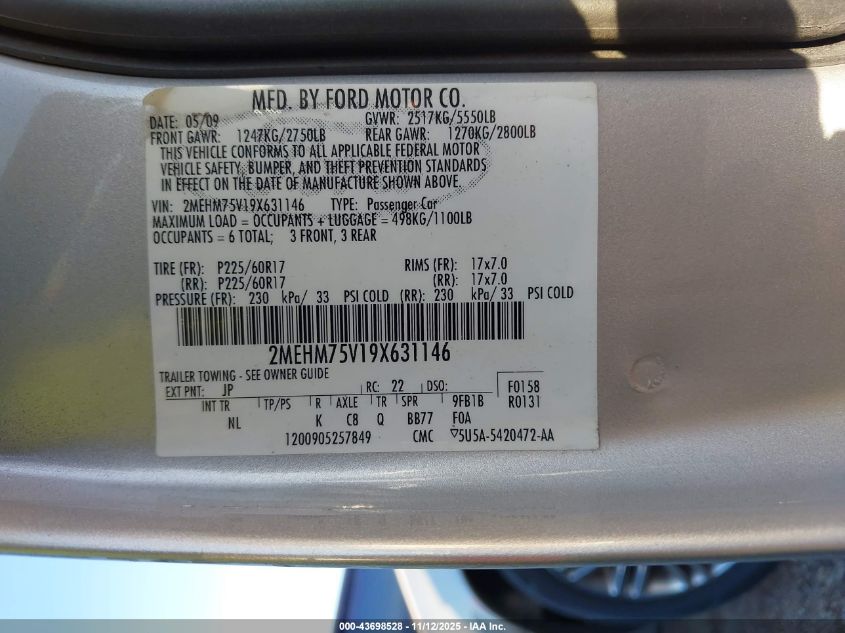 MFD. BY FORD MOTOR CO.
DATE: 05/09 GVWR: 2517KG/5550LB
FRONT GAWR: 1247KG/2750LB REAR GAWR: 1270KG/2800LB
THIS VEHICLE CONFORMS TO ALL APPLICABLE FEDERAL MOTOR
VEHICLE SAFETY, BUMPER, AND THEFT PREVENTION STANDARDS
IN EFFECT ON THE DATE OF MANUFACTURE SHOWN ABOVE.
VIN: 2MEHM75V19X631146 TYPE: Passenger Car
MAXIMUM LOAD = OCCUPANTS + LUGGAGE = 498KG/1100LB
OCCUPANTS = 6 TOTAL; 3 FRONT, 3 REAR
TIRE (FR): P225/60R17 RIMS (FR): 17x7.0
(RR): P225/60R17 (RR): 17x7.0
PRESSURE (FR): 230 kPa/ 33 PSI COLD (RR): 230 kPa/ 33 PSI COLD
2MEHM75V19X631146
TRAILER TOWING - SEE OWNER GUIDE
EXT PNT: JP RC: 22 DSO: F0158
INT TR TP/PS R AXLE TR SPR 9FB1B R0131
NL K C8 Q BB77 FOA
1200905257849 CMC ▽5U5A-5420472-AA
000-43698528 - 11/12/2025 - IAA Inc.